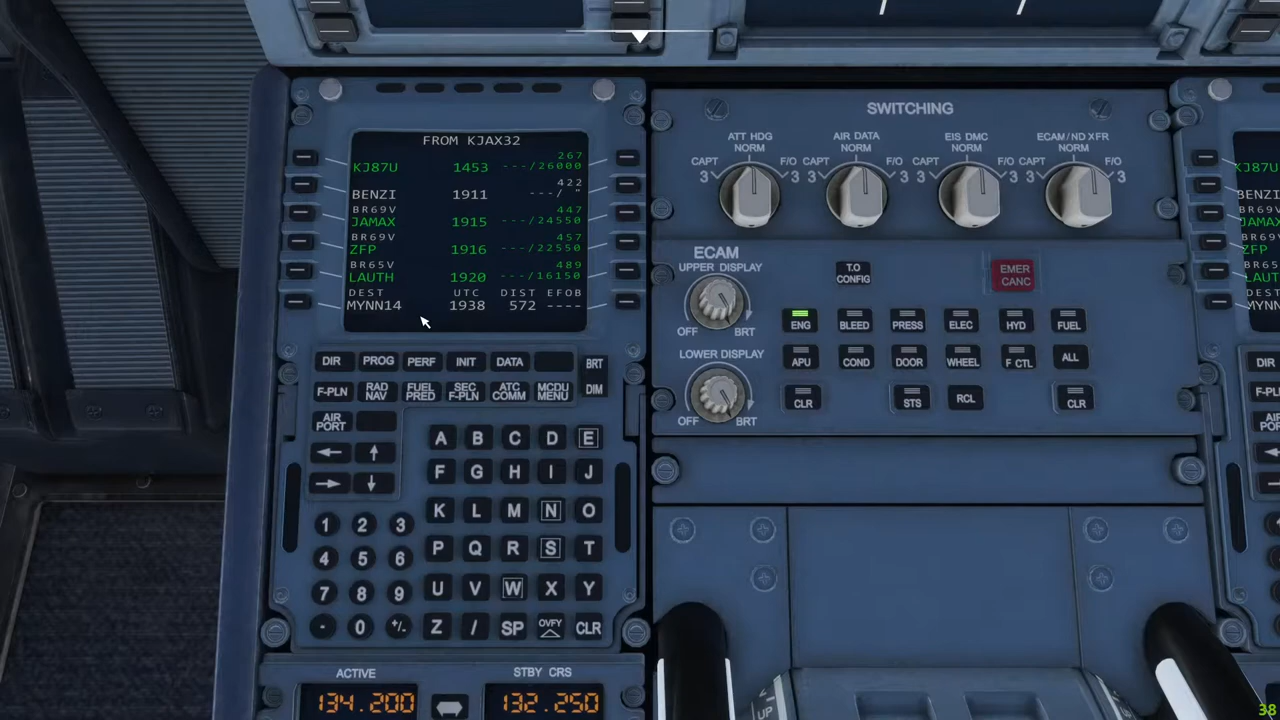 FROM KJAX32
267
KJ87U 1453 ---/26000
422
BENZI 1911 ---/ "
BR69V 447
JAMAX 1915 ---/24550
BR69V 457
ZFP 1916 ---/22550
BR65V 489
LAUTH 1920 ---/16150
DEST UTC DIST EFOB
MYNN14 1938 572 ----
DIR PROG PERF INIT DATA BRT
F-PLN RAD NAV FUEL PRED SEC F-PLN ATC COMM MCDU MENU DIM
AIR PORT
← ↑
→ ↓
A B C D E
F G H I J
K L M N O
P Q R S T
U V W X Y
Z / SP OVFY CLR
1 2 3
4 5 6
7 8 9
. 0 +/-
ACTIVE STBY CRS
134.200 132.250
SWITCHING
ATT HDG AIR DATA EIS DMC ECAM/ND XFR
NORM NORM NORM NORM
CAPT F/O CAPT F/O CAPT F/O CAPT F/O
3 3 3 3 3 3 3 3
ECAM
UPPER DISPLAY
OFF BRT
LOWER DISPLAY
OFF BRT
T.O CONFIG
EMER CANC
ENG BLEED PRESS ELEC HYD FUEL
APU COND DOOR WHEEL F CTL ALL
CLR STS RCL CLR
UP
DIR
F-PLN
38